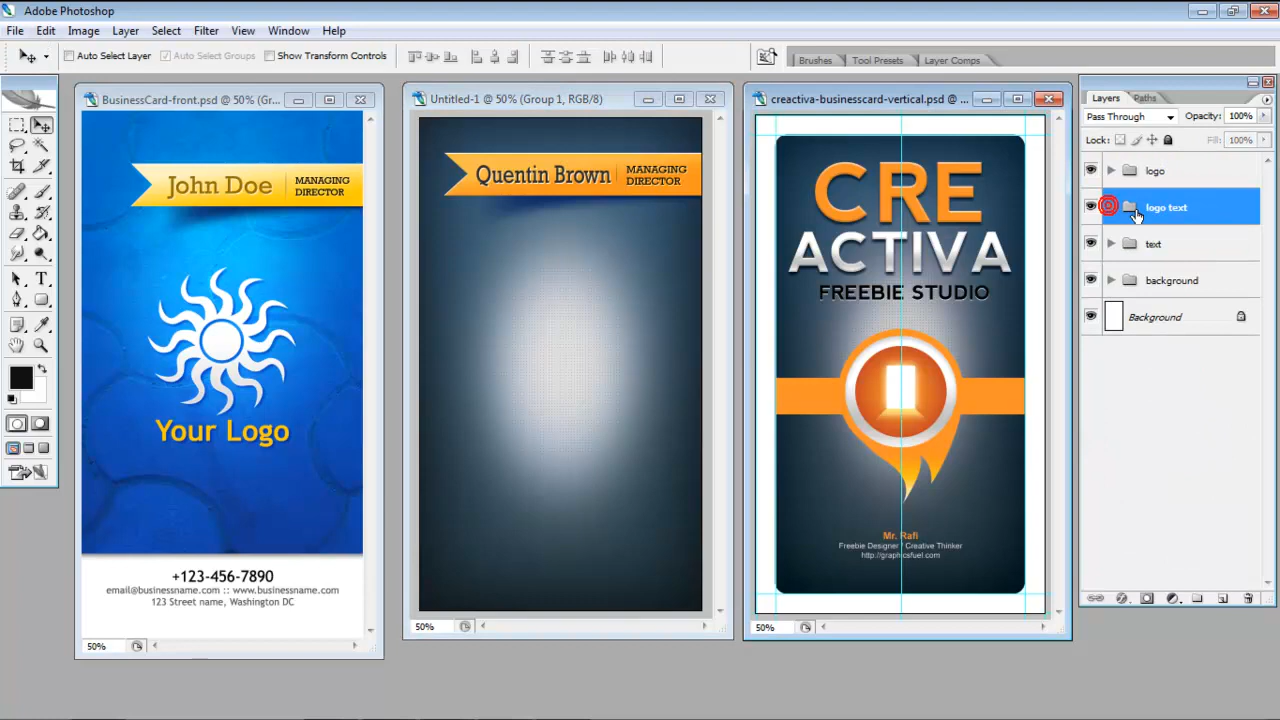 Adobe Photoshop
File Edit Image Layer Select Filter View Window Help
Auto Select Layer Auto Select Groups Show Transform Controls
Brushes Tool Presets Layer Comps
BusinessCard-front.psd @ 50% (Gr...
John Doe
MANAGING
DIRECTOR
Your Logo
+123-456-7890
email@businessname.com :: www.businessname.com
123 Street name, Washington DC
50%
Untitled-1 @ 50% (Group 1, RGB/8)
Quentin Brown
MANAGING
DIRECTOR
50%
creactiva-businesscard-vertical.psd @ ...
CRE
ACTIVA
FREEBIE STUDIO
Mr. Rafi
Freebie Designer * Creative Thinker
http://graphicsfuel.com
50%
Layers Paths
Pass Through Opacity: 100%
Lock: Fill: 100%
logo
logo text
text
background
Background